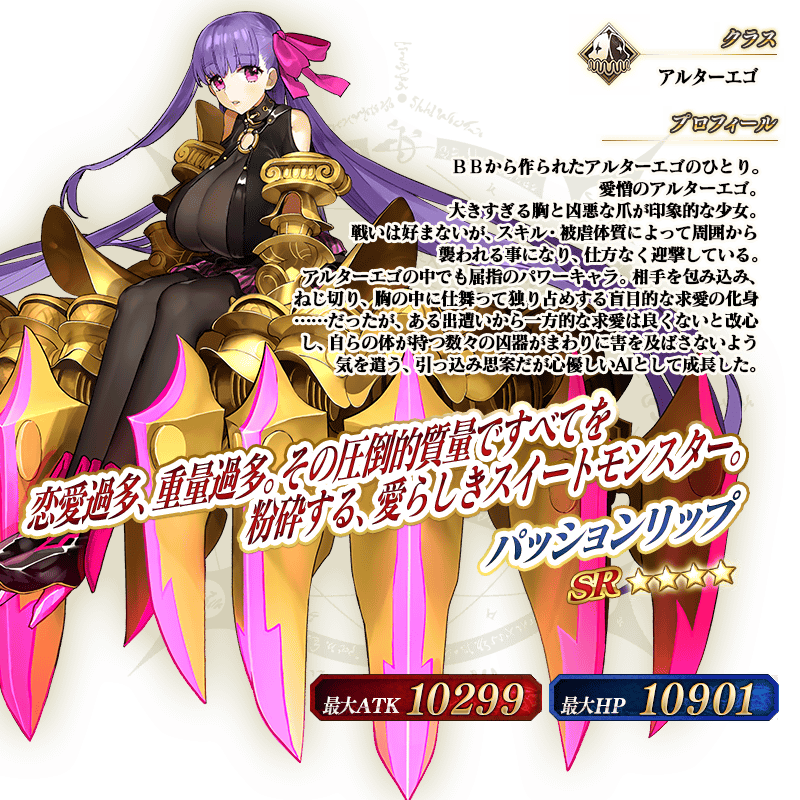 クラス
アルターエゴ
プロフィール
BBから作られたアルターエゴのひとり。
愛憎のアルターエゴ。
大きすぎる胸と凶悪な爪が印象的な少女。
戦いは好まないが、スキル・被虐体質によって周囲から
襲われる事になり、仕方なく迎撃している。
アルターエゴの中でも屈指のパワーキャラ。相手を包み込み、
ねじ切り、胸の中に仕舞って独り占めする盲目的な求愛の化身
……だったが、ある出遭いから一方的な求愛は良くないと改心
し、自らの体が持つ数々の凶器がまわりに害を及ばさないよう
気を遣う、引っ込み思案だが心優しいAIとして成長した。
恋愛過多、重量過多。その圧倒的質量ですべてを
粉砕する、愛らしきスイートモンスター。
パッションリップ
SR
最大ATK 10299
最大HP 10901